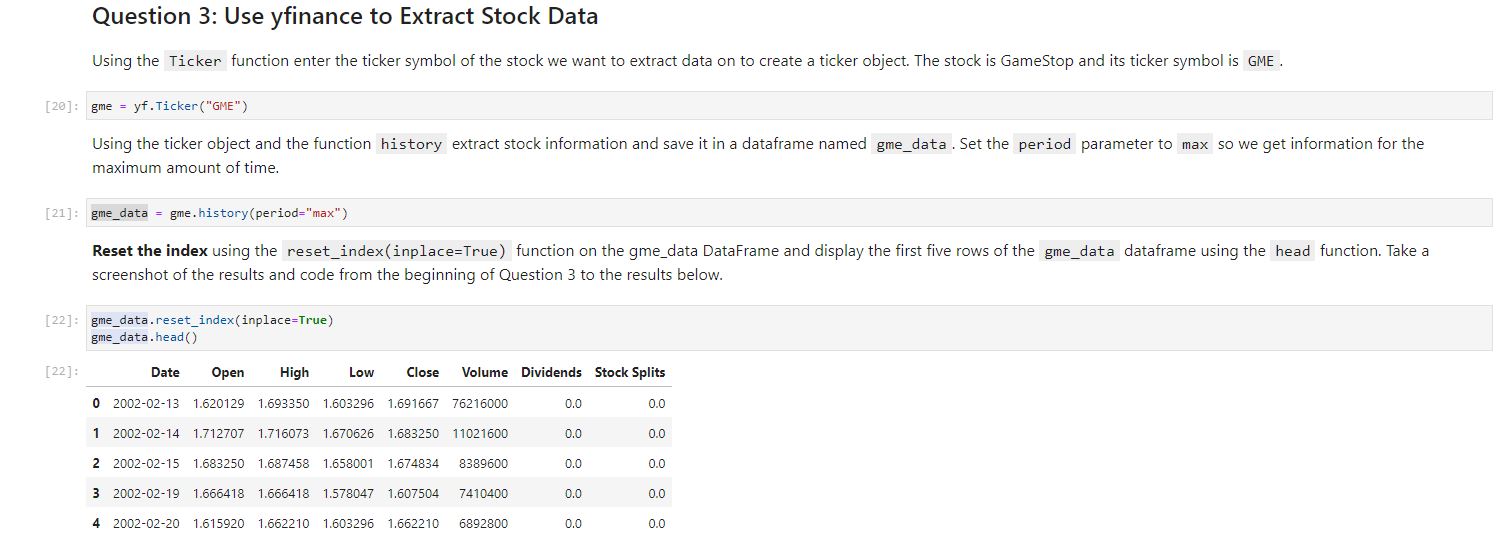 Question 3: Use yfinance to Extract Stock Data
Using the Ticker function enter the ticker symbol of the stock we want to extract data on to create a ticker object. The stock is GameStop and its ticker symbol is GME .
[20]: gme = yf.Ticker("GME")
Using the ticker object and the function history extract stock information and save it in a dataframe named gme_data . Set the period parameter to max so we get information for the
maximum amount of time.
[21]: gme_data = gme.history(period="max")
Reset the index using the reset_index(inplace=True) function on the gme_data DataFrame and display the first five rows of the gme_data dataframe using the head function. Take a
screenshot of the results and code from the beginning of Question 3 to the results below.
[22]: gme_data.reset_index(inplace=True)
gme_data.head()
[22]: Date Open High Low Close Volume Dividends Stock Splits
0 2002-02-13 1.620129 1.693350 1.603296 1.691667 76216000 0.0 0.0
1 2002-02-14 1.712707 1.716073 1.670626 1.683250 11021600 0.0 0.0
2 2002-02-15 1.683250 1.687458 1.658001 1.674834 8389600 0.0 0.0
3 2002-02-19 1.666418 1.666418 1.578047 1.607504 7410400 0.0 0.0
4 2002-02-20 1.615920 1.662210 1.603296 1.662210 6892800 0.0 0.0